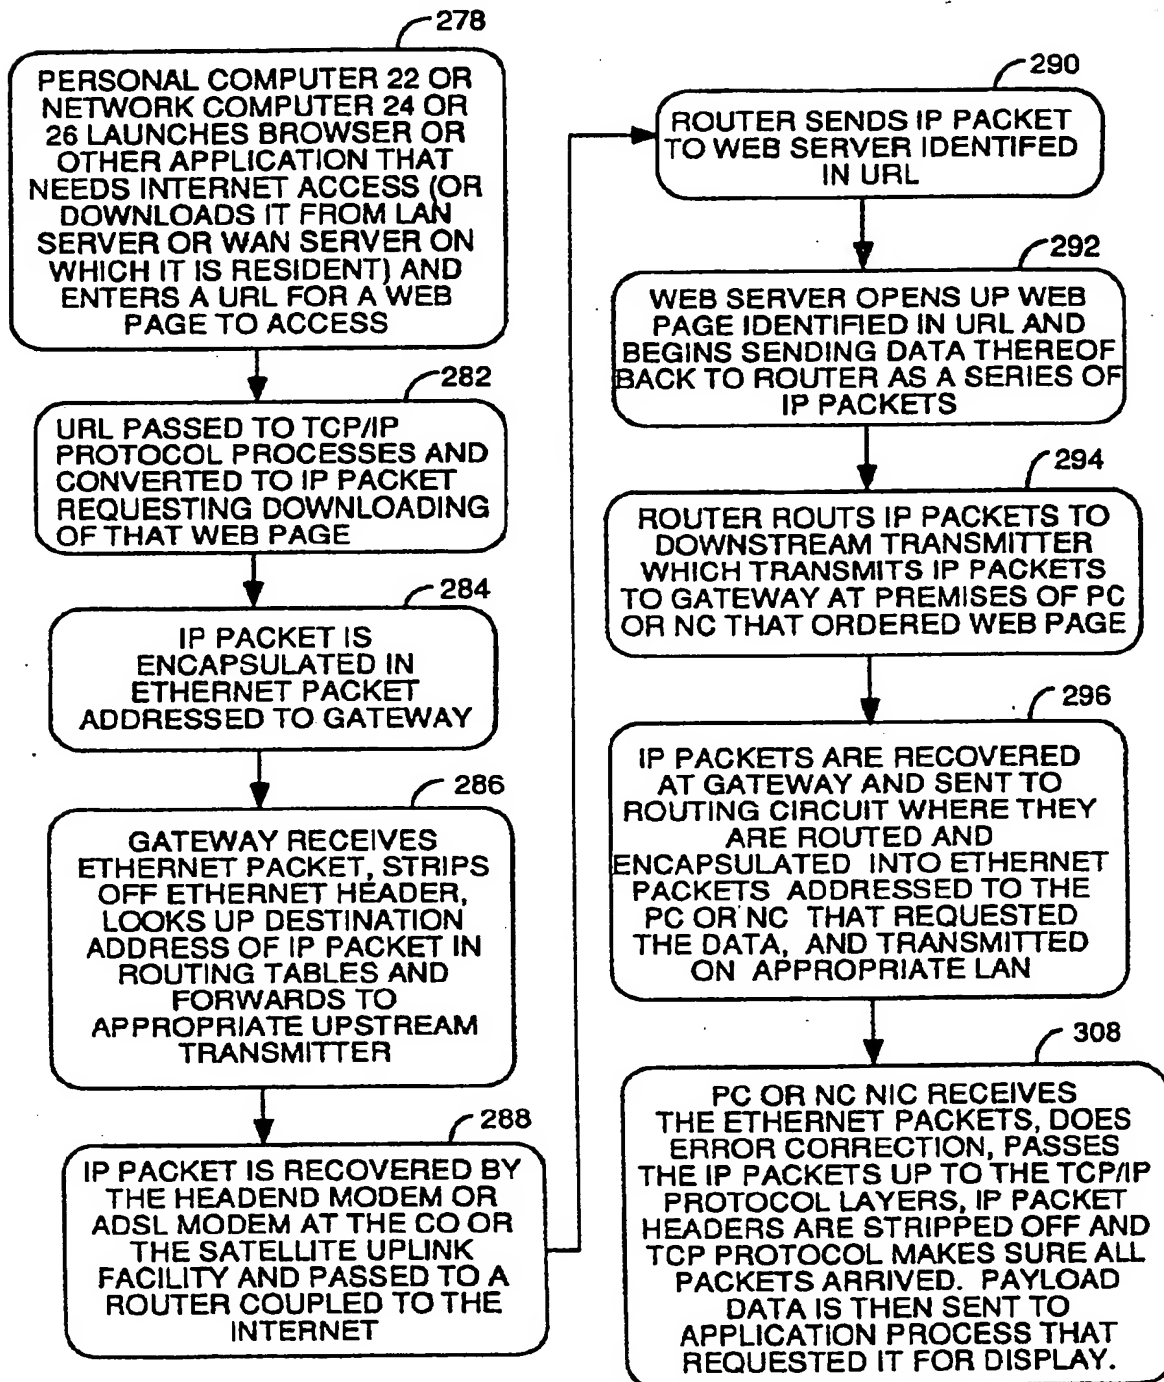 278
PERSONAL COMPUTER 22 OR
NETWORK COMPUTER 24 OR
26 LAUNCHES BROWSER OR
OTHER APPLICATION THAT
NEEDS INTERNET ACCESS (OR
DOWNLOADS IT FROM LAN
SERVER OR WAN SERVER ON
WHICH IT IS RESIDENT) AND
ENTERS A URL FOR A WEB
PAGE TO ACCESS
282
URL PASSED TO TCP/IP
PROTOCOL PROCESSES AND
CONVERTED TO IP PACKET
REQUESTING DOWNLOADING
OF THAT WEB PAGE
284
IP PACKET IS
ENCAPSULATED IN
ETHERNET PACKET
ADDRESSED TO GATEWAY
286
GATEWAY RECEIVES
ETHERNET PACKET, STRIPS
OFF ETHERNET HEADER,
LOOKS UP DESTINATION
ADDRESS OF IP PACKET IN
ROUTING TABLES AND
FORWARDS TO
APPROPRIATE UPSTREAM
TRANSMITTER
288
IP PACKET IS RECOVERED BY
THE HEADEND MODEM OR
ADSL MODEM AT THE CO OR
THE SATELLITE UPLINK
FACILITY AND PASSED TO A
ROUTER COUPLED TO THE
INTERNET
290
ROUTER SENDS IP PACKET
TO WEB SERVER IDENTIFED
IN URL
292
WEB SERVER OPENS UP WEB
PAGE IDENTIFIED IN URL AND
BEGINS SENDING DATA THEREOF
BACK TO ROUTER AS A SERIES OF
IP PACKETS
294
ROUTER ROUTS IP PACKETS TO
DOWNSTREAM TRANSMITTER
WHICH TRANSMITS IP PACKETS
TO GATEWAY AT PREMISES OF PC
OR NC THAT ORDERED WEB PAGE
296
IP PACKETS ARE RECOVERED
AT GATEWAY AND SENT TO
ROUTING CIRCUIT WHERE THEY
ARE ROUTED AND
ENCAPSULATED INTO ETHERNET
PACKETS ADDRESSED TO THE
PC OR NC THAT REQUESTED
THE DATA, AND TRANSMITTED
ON APPROPRIATE LAN
308
PC OR NC NIC RECEIVES
THE ETHERNET PACKETS, DOES
ERROR CORRECTION, PASSES
THE IP PACKETS UP TO THE TCP/IP
PROTOCOL LAYERS, IP PACKET
HEADERS ARE STRIPPED OFF AND
TCP PROTOCOL MAKES SURE ALL
PACKETS ARRIVED. PAYLOAD
DATA IS THEN SENT TO
APPLICATION PROCESS THAT
REQUESTED IT FOR DISPLAY.